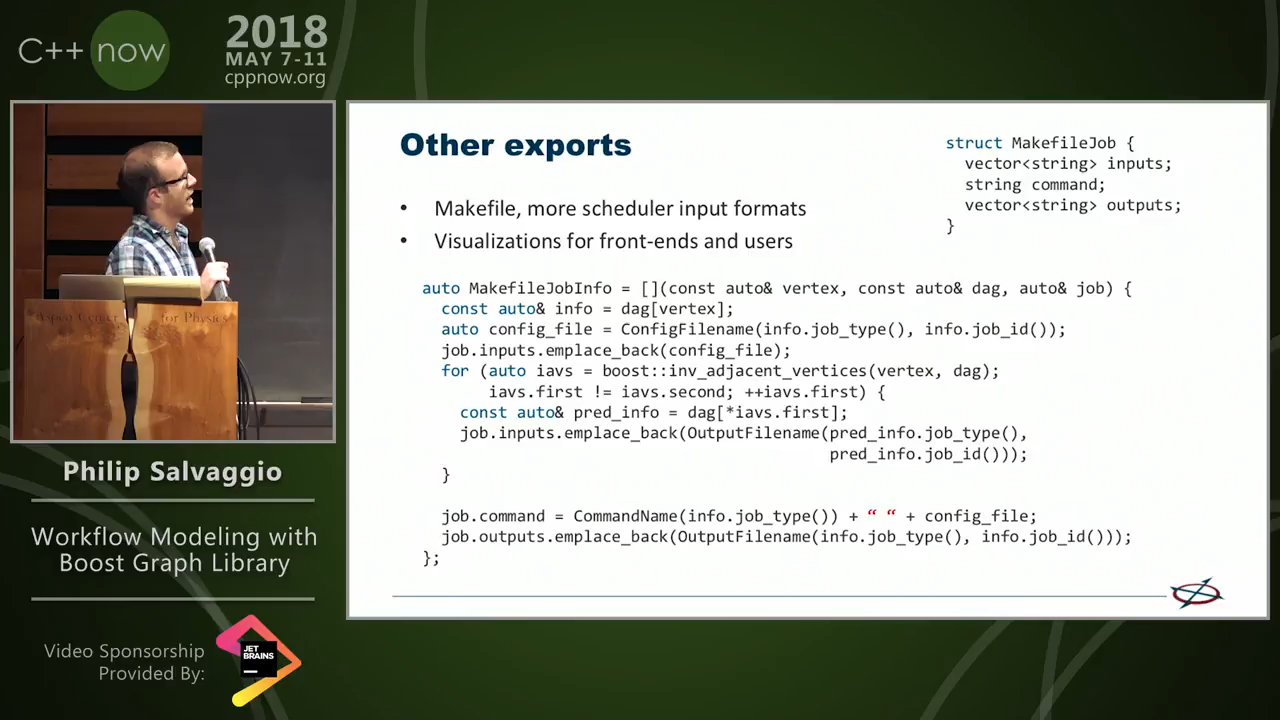 C++ now
2018
MAY 7-11
cppnow.org
Aspen Center for Physics
Philip Salvaggio
Workflow Modeling with
Boost Graph Library
Video Sponsorship
Provided By:
JET
BRAINS
Other exports
• Makefile, more scheduler input formats
• Visualizations for front-ends and users
struct MakefileJob {
vector<string> inputs;
string command;
vector<string> outputs;
}
auto MakefileJobInfo = [](const auto& vertex, const auto& dag, auto& job) {
const auto& info = dag[vertex];
auto config_file = ConfigFilename(info.job_type(), info.job_id());
job.inputs.emplace_back(config_file);
for (auto iavs = boost::inv_adjacent_vertices(vertex, dag);
iavs.first != iavs.second; ++iavs.first) {
const auto& pred_info = dag[*iavs.first];
job.inputs.emplace_back(OutputFilename(pred_info.job_type(),
pred_info.job_id()));
}
job.command = CommandName(info.job_type()) + “ “ + config_file;
job.outputs.emplace_back(OutputFilename(info.job_type(), info.job_id()));
};